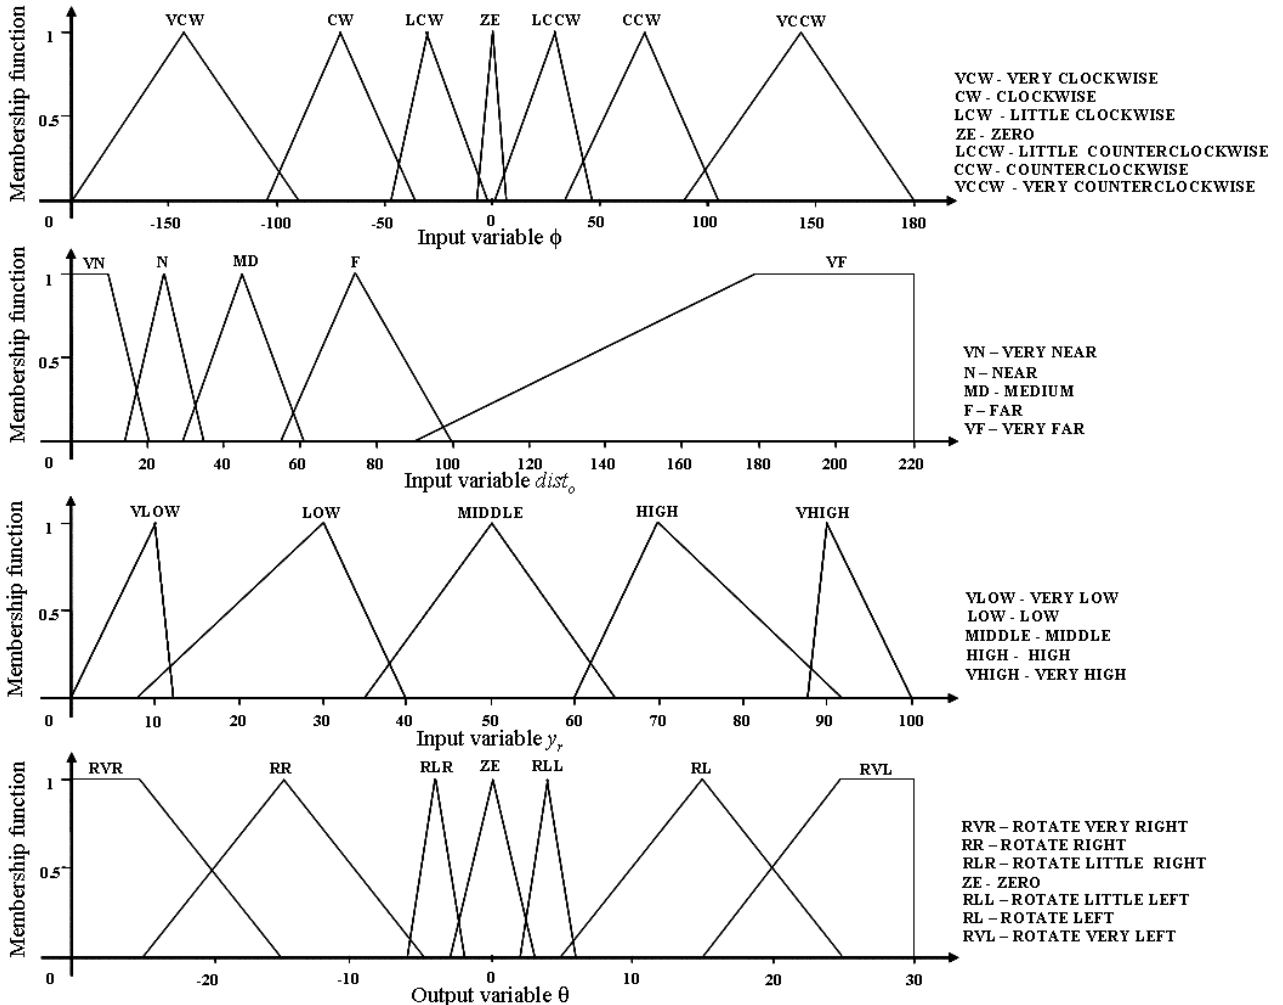 VCW CW LCW ZE LCCW CCW VCCW
Membership function
1
0.5
0 -150 -100 -50 0 50 100 150 180
Input variable ϕ
VCW - VERY CLOCKWISE
CW - CLOCKWISE
LCW - LITTLE CLOCKWISE
ZE - ZERO
LCCW - LITTLE COUNTERCLOCKWISE
CCW - COUNTERCLOCKWISE
VCCW - VERY COUNTERCLOCKWISE
VN N MD F VF
Membership function
1
0.5
0 20 40 60 80 100 120 140 160 180 200 220
Input variable dist_o
VN – VERY NEAR
N – NEAR
MD - MEDIUM
F – FAR
VF – VERY FAR
VLOW LOW MIDDLE HIGH VHIGH
Membership function
1
0.5
0 10 20 30 40 50 60 70 80 90 100
Input variable y_r
VLOW - VERY LOW
LOW - LOW
MIDDLE - MIDDLE
HIGH - HIGH
VHIGH - VERY HIGH
RVR RR RLR ZE RLL RL RVL
Membership function
1
0.5
0 -20 -10 0 10 20 30
Output variable θ
RVR – ROTATE VERY RIGHT
RR – ROTATE RIGHT
RLR – ROTATE LITTLE RIGHT
ZE - ZERO
RLL – ROTATE LITTLE LEFT
RL – ROTATE LEFT
RVL – ROTATE VERY LEFT